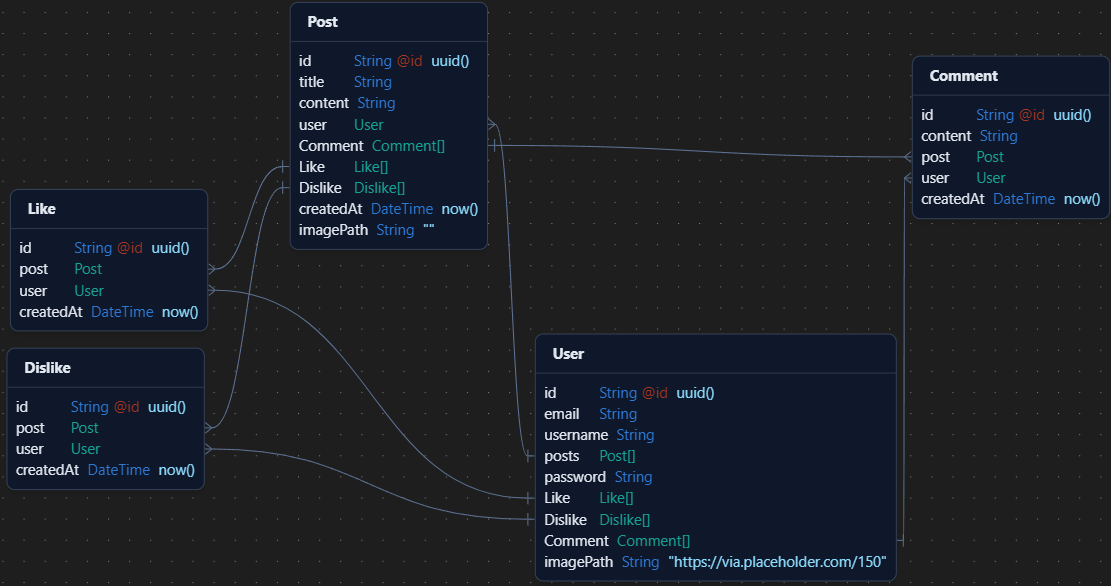 Post
id String @id uuid()
title String
content String
user User
Comment Comment[]
Like Like[]
Dislike Dislike[]
createdAt DateTime now()
imagePath String ""
Comment
id String @id uuid()
content String
post Post
user User
createdAt DateTime now()
Like
id String @id uuid()
post Post
user User
createdAt DateTime now()
Dislike
id String @id uuid()
post Post
user User
createdAt DateTime now()
User
id String @id uuid()
email String
username String
posts Post[]
password String
Like Like[]
Dislike Dislike[]
Comment Comment[]
imagePath String "https://via.placeholder.com/150"